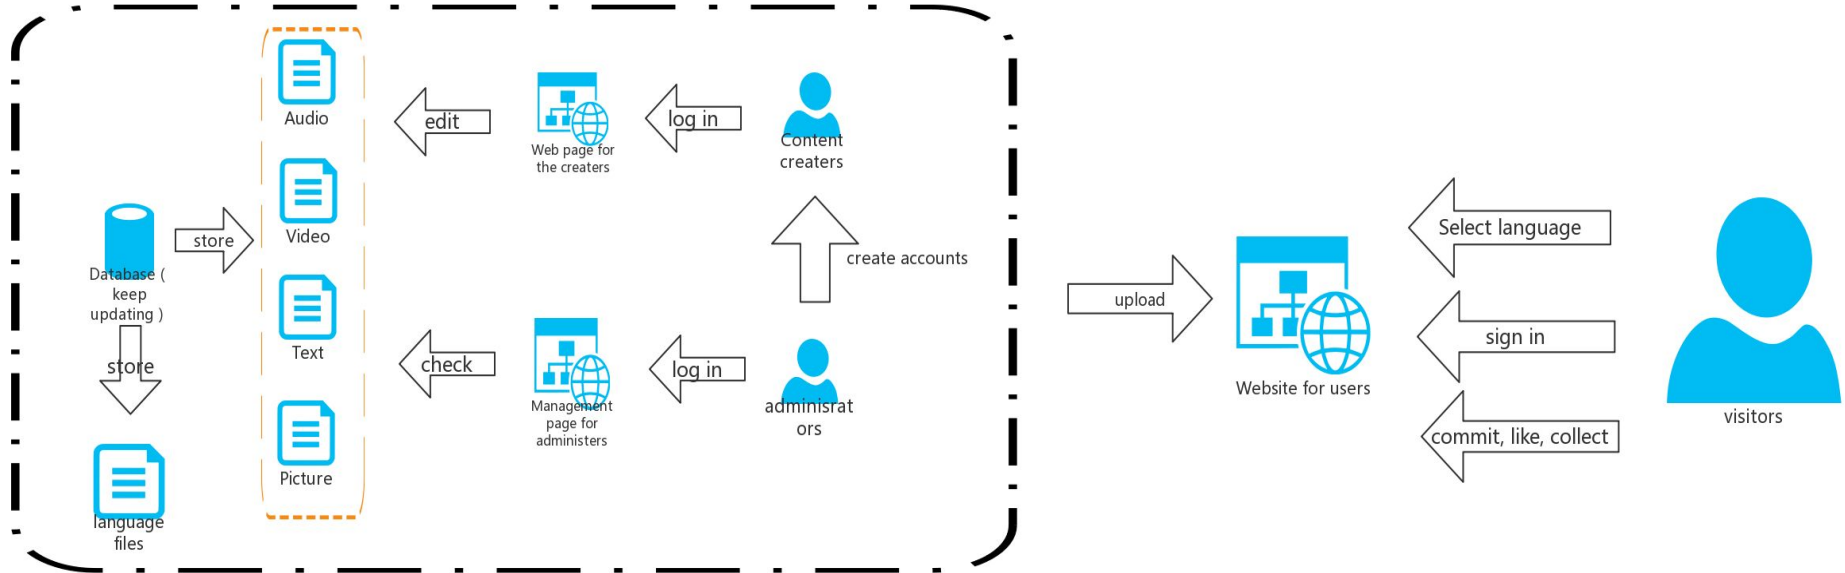 Audio
Video
Text
Picture
store
Database (
keep
updating )
store
language
files
edit
Web page for
the creaters
log in
Content
creaters
create accounts
check
Management
page for
administers
log in
adminisrat
ors
upload
Website for users
Select language
sign in
commit, like, collect
visitors